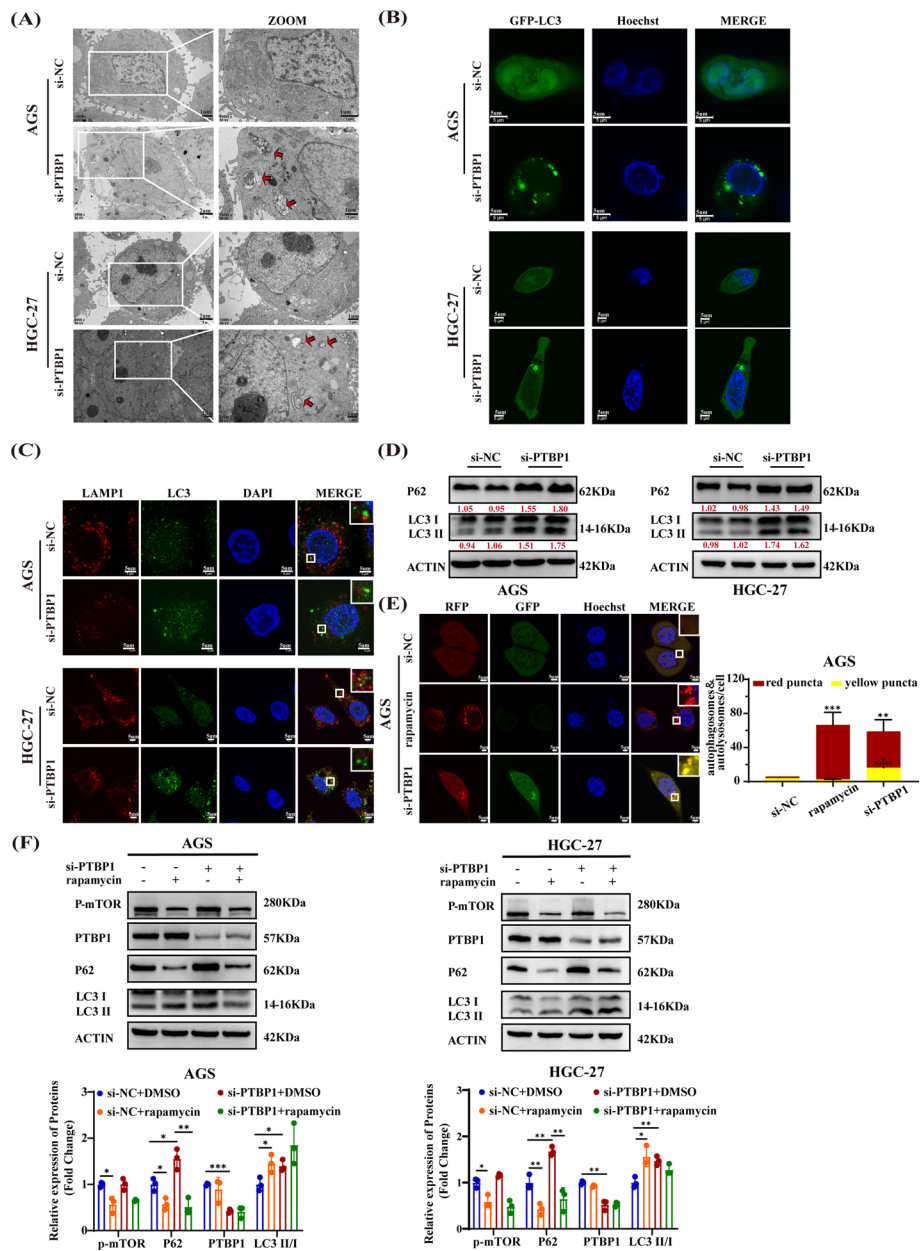 (A)
ZOOM
AGS
si-NC
si-PTBP1
HGC-27
si-NC
si-PTBP1
(B)
GFP-LC3 Hoechst MERGE
AGS
si-NC
si-PTBP1
HGC-27
si-NC
si-PTBP1
5μm
(C)
LAMP1 LC3 DAPI MERGE
AGS
si-NC
si-PTBP1
HGC-27
si-NC
si-PTBP1
5μm
(D)
si-NC si-PTBP1
P62 62KDa
1.05 0.95 1.55 1.80
LC3 I
LC3 II
14-16KDa
0.94 1.06 1.51 1.75
ACTIN 42KDa
AGS
si-NC si-PTBP1
P62 62KDa
1.02 0.98 1.43 1.49
LC3 I
LC3 II
14-16KDa
0.98 1.02 1.74 1.62
ACTIN 42KDa
HGC-27
(E)
RFP GFP Hoechst MERGE
AGS
si-NC
rapamycin
si-PTBP1
AGS
red puncta yellow puncta
autophagosomes&
autolysosomes/cell
120
80
40
0
*** ** *
si-NC rapamycin si-PTBP1
(F)
AGS
si-PTBP1 - - + +
rapamycin - + - +
P-mTOR 280KDa
PTBP1 57KDa
P62 62KDa
LC3 I
LC3 II
14-16KDa
ACTIN 42KDa
HGC-27
si-PTBP1 - - + +
rapamycin - + - +
P-mTOR 280KDa
PTBP1 57KDa
P62 62KDa
LC3 I
LC3 II
14-16KDa
ACTIN 42KDa
AGS
si-NC+DMSO si-PTBP1+DMSO
si-NC+rapamycin si-PTBP1+rapamycin
Relative expression of Proteins
(Fold Change)
3
2
1
0
* * * ** *** * *
p-mTOR P62 PTBP1 LC3 II/I
HGC-27
si-NC+DMSO si-PTBP1+DMSO
si-NC+rapamycin si-PTBP1+rapamycin
Relative expression of Proteins
(Fold Change)
3
2
1
0
* ** ** ** ** * **
p-mTOR P62 PTBP1 LC3 II/I